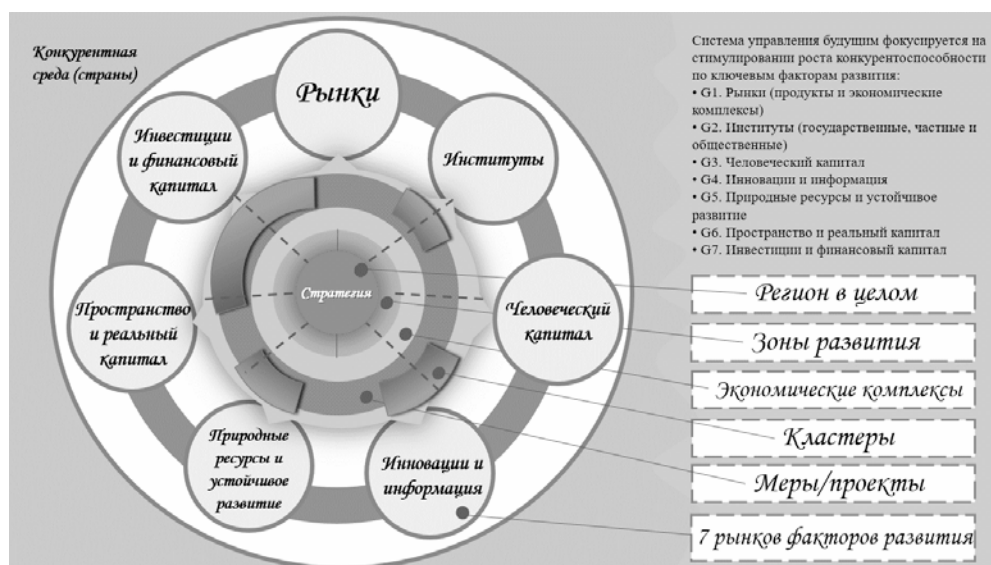 Конкурентная
среда (страны)
Рынки
Инвестиции
и финансовый
капитал
Институты
Стратегия
Пространство
и реальный
капитал
Человеческий
капитал
Природные
ресурсы и
устойчивое
развитие
Инновации и
информация
Система управления будущим фокусируется на
стимулировании роста конкурентоспособности
по ключевым факторам развития:
• G1. Рынки (продукты и экономические
комплексы)
• G2. Институты (государственные, частные и
общественные)
• G3. Человеческий капитал
• G4. Инновации и информация
• G5. Природные ресурсы и устойчивое
развитие
• G6. Пространство и реальный капитал
• G7. Инвестиции и финансовый капитал
Регион в целом
Зоны развития
Экономические комплексы
Кластеры
Меры/проекты
7 рынков факторов развития